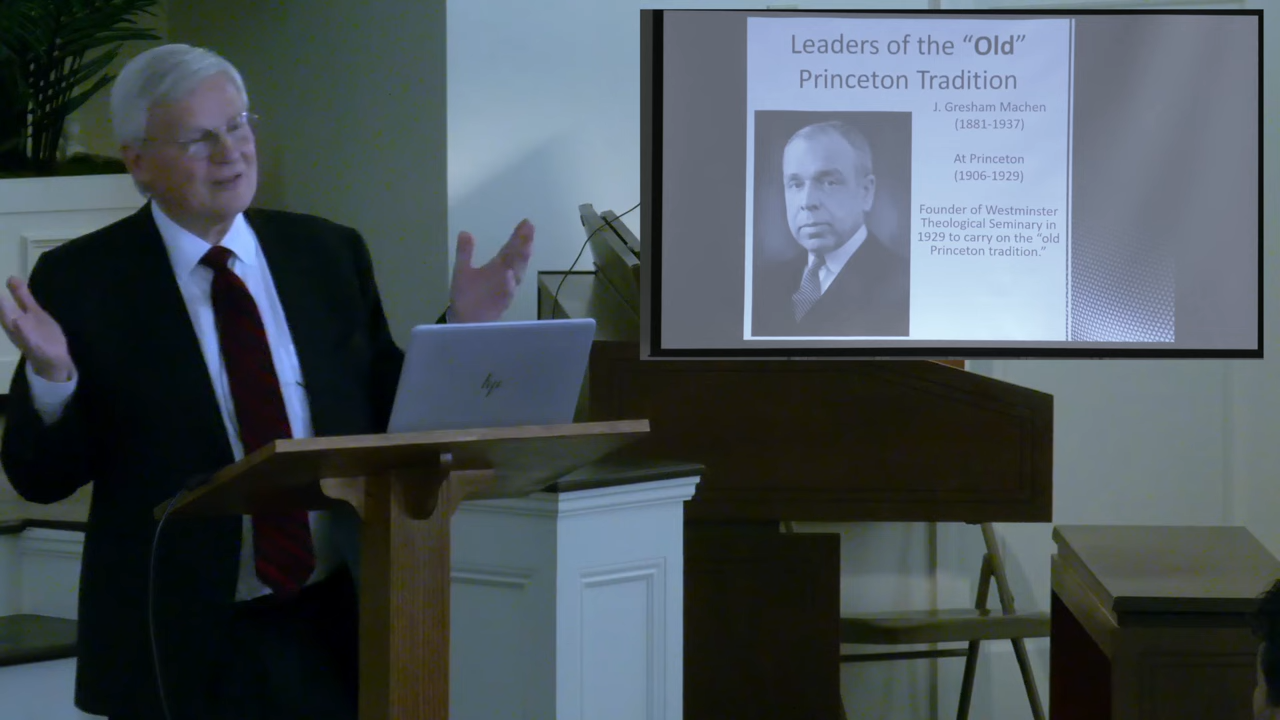 Leaders of the “Old”
Princeton Tradition
J. Gresham Machen
(1881-1937)
At Princeton
(1906-1929)
Founder of Westminster
Theological Seminary in
1929 to carry on the “old
Princeton tradition.”
hp